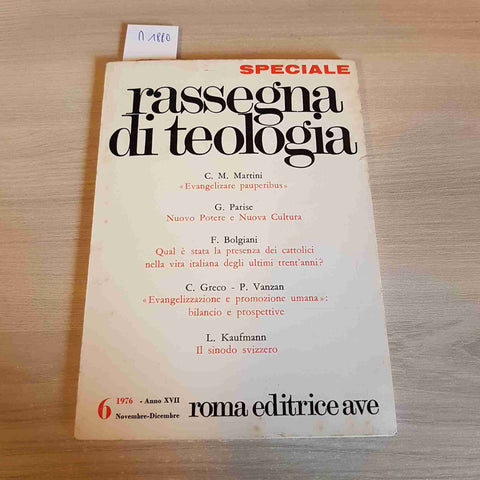 n 1880
SPECIALE
rassegna
di teologia
C. M. Martini
«Evangelizare pauperibus»
G. Parise
Nuovo Potere e Nuova Cultura
F. Bolgiani
Qual è stata la presenza dei cattolici
nella vita italiana degli ultimi trent'anni?
C. Greco - P. Vanzan
«Evangelizzazione e promozione umana»:
bilancio e prospettive
L. Kaufmann
Il sinodo svizzero
6 1976 - Anno XVII
Novembre-Dicembre
roma editrice ave